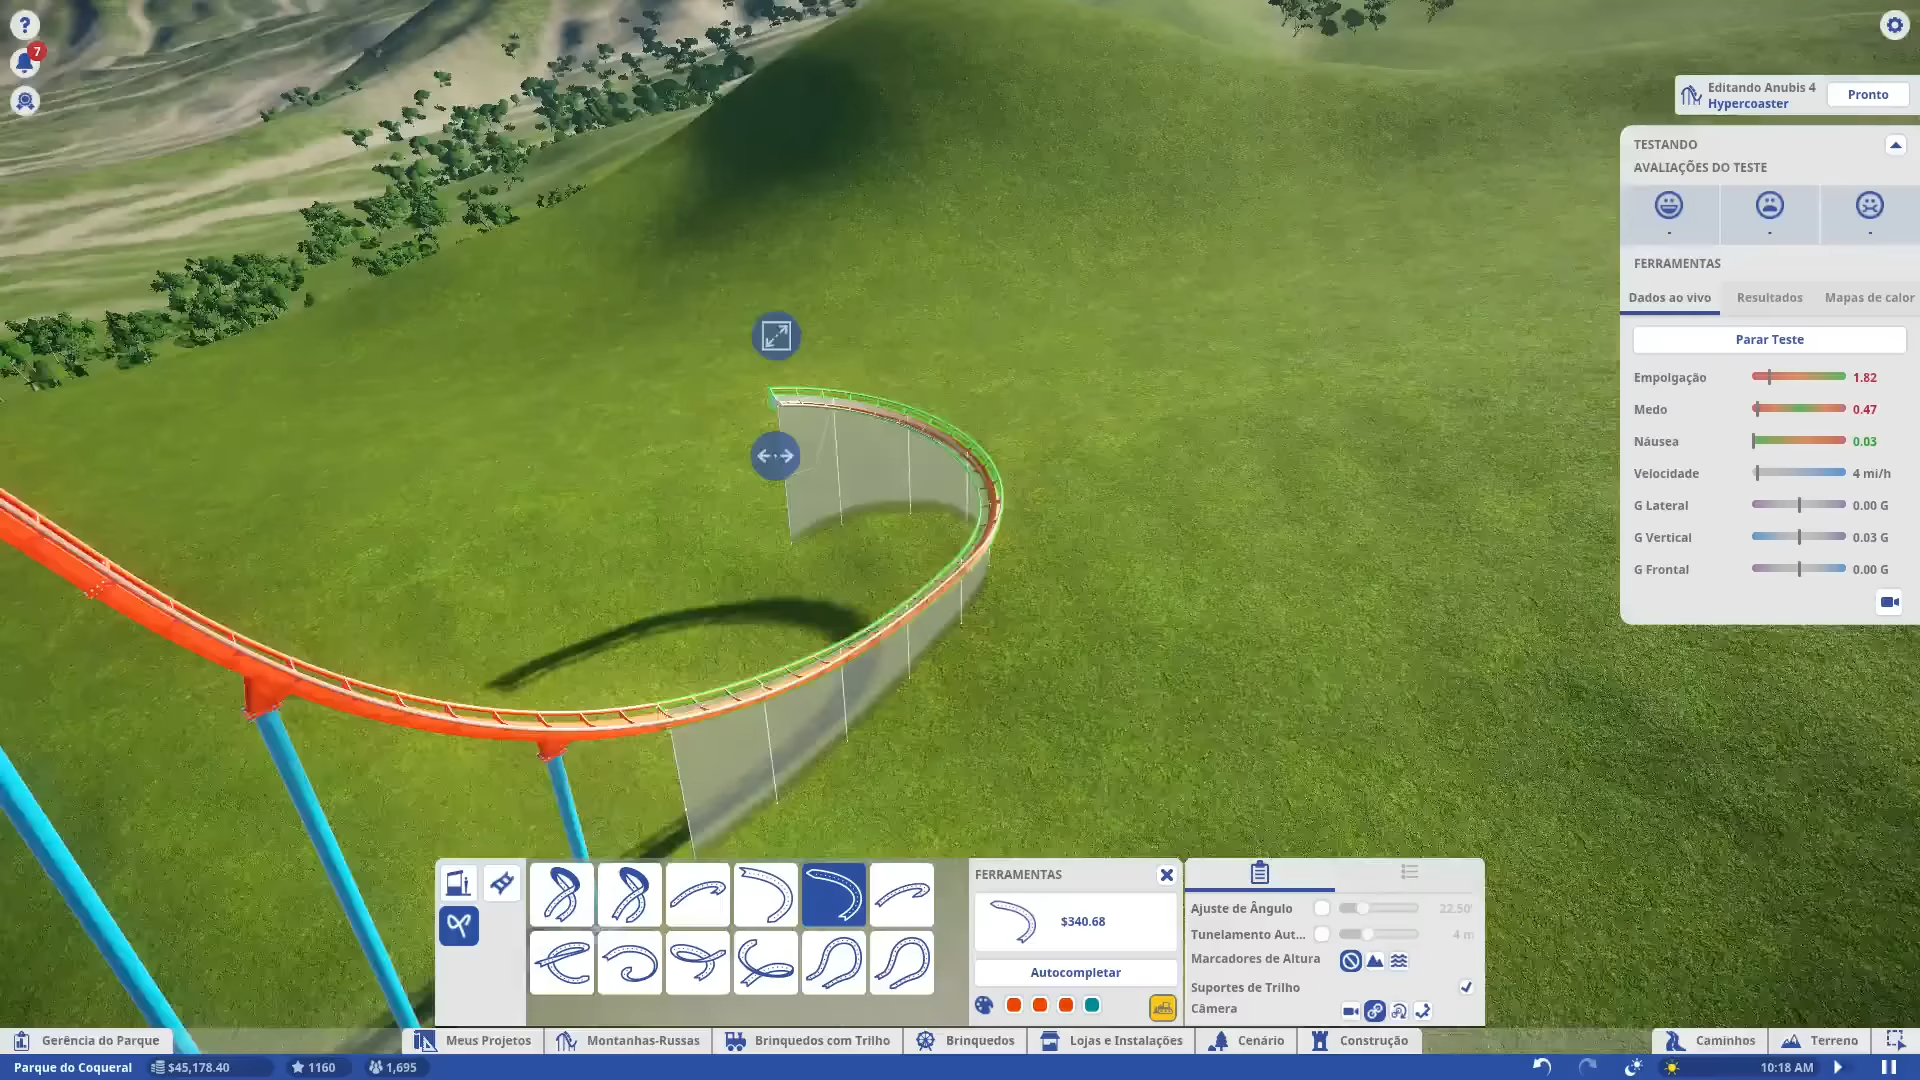 ?
7
Editando Anubis 4
Hypercoaster
Pronto
TESTANDO
AVALIAÇÕES DO TESTE
- - -
FERRAMENTAS
Dados ao vivo Resultados Mapas de calor
Parar Teste
Empolgação 1.82
Medo 0.47
Náusea 0.03
Velocidade 4 mi/h
G Lateral 0.00 G
G Vertical 0.03 G
G Frontal 0.00 G
FERRAMENTAS
$340.68
Autocompletar
Ajuste de Ângulo 22.50°
Tunelamento Aut... 4 m
Marcadores de Altura
Suportes de Trilho
Câmera
Gerência do Parque Meus Projetos Montanhas-Russas Brinquedos com Trilho Brinquedos Lojas e Instalações Cenário Construção Caminhos Terreno
Parque do Coqueral $45,178.40 1160 1,695 10:18 AM